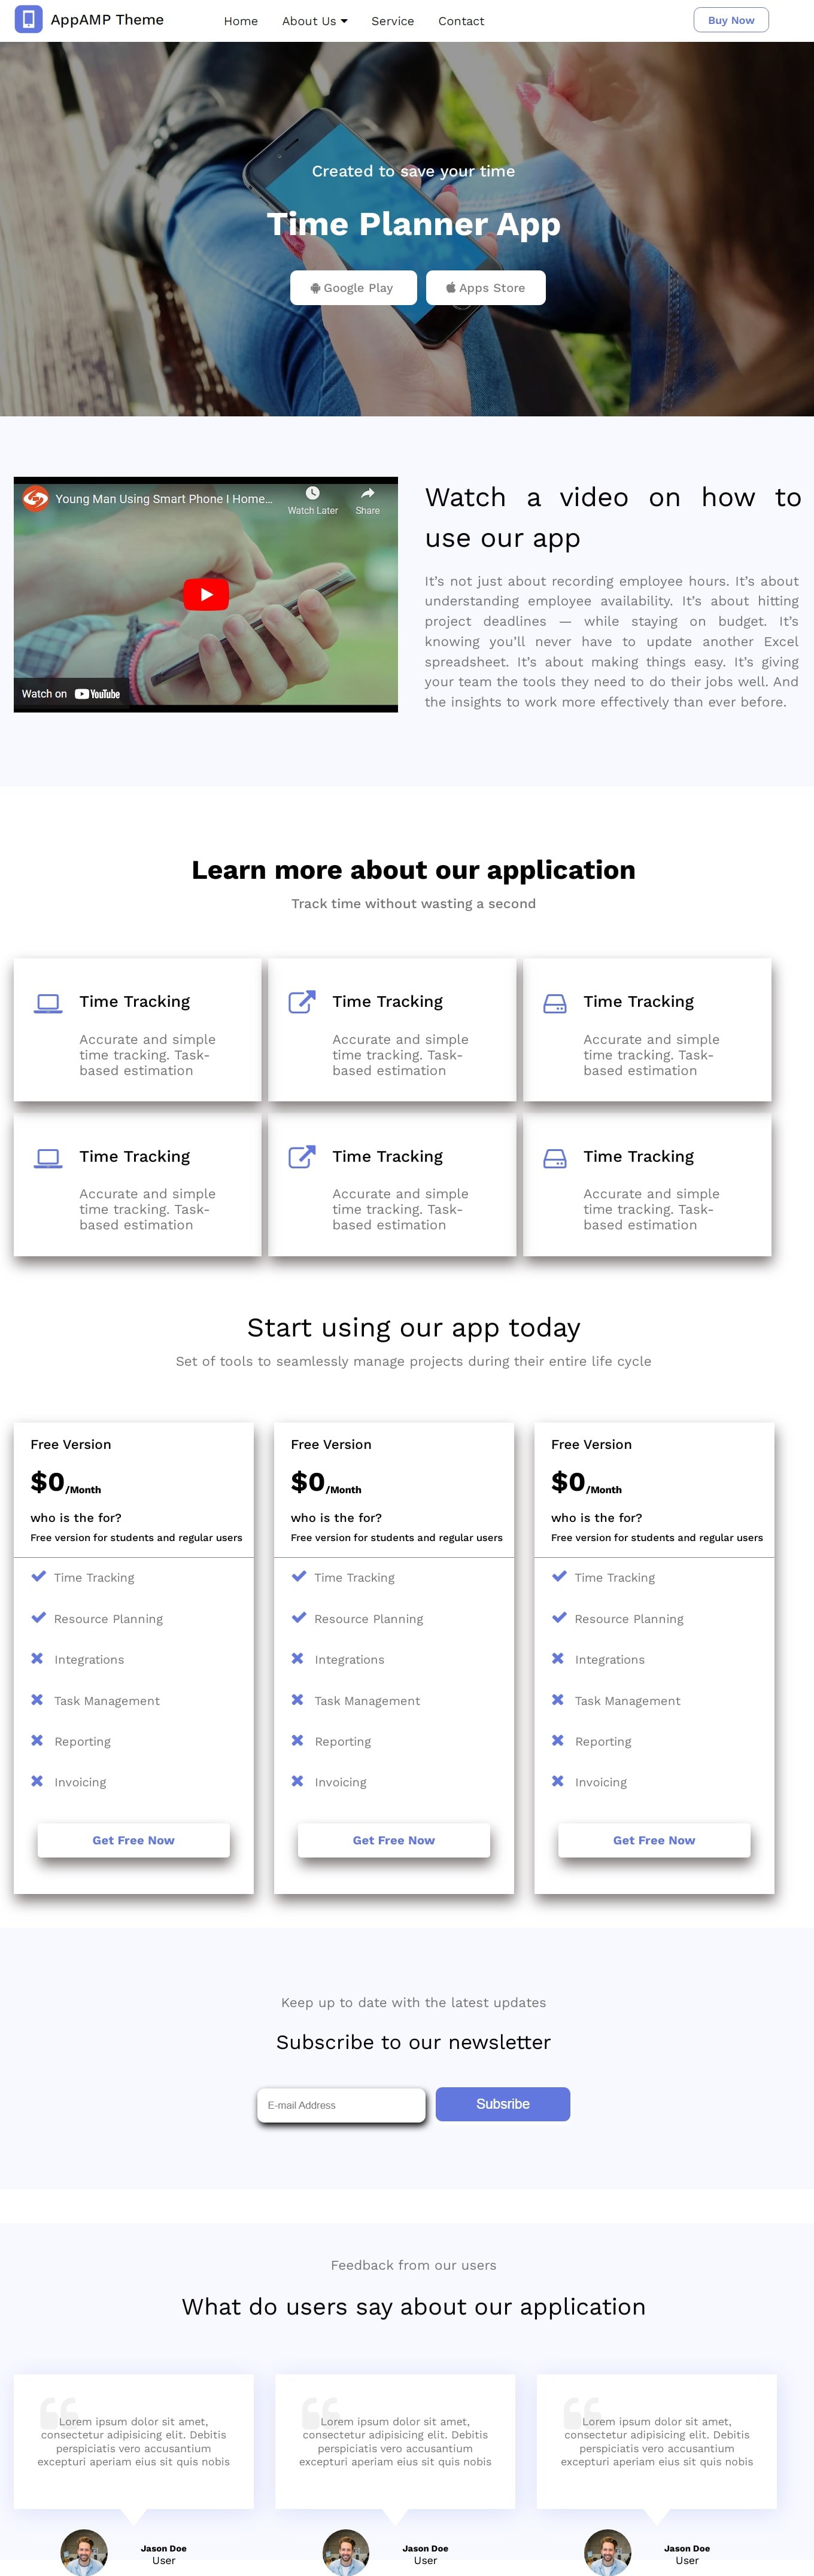 AppAMP Theme
Home
About Us
Service
Contact
Buy Now
Created to save your time
Time Planner App
Google Play
Apps Store
Young Man Using Smart Phone l Home...
Watch Later
Share
Watch on YouTube
Watch a video on how to
use our app
It’s not just about recording employee hours. It’s about
understanding employee availability. It’s about hitting
project deadlines — while staying on budget. It’s
knowing you’ll never have to update another Excel
spreadsheet. It’s about making things easy. It’s giving
your team the tools they need to do their jobs well. And
the insights to work more effectively than ever before.
Learn more about our application
Track time without wasting a second
Time Tracking
Accurate and simple
time tracking. Task-
based estimation
Time Tracking
Accurate and simple
time tracking. Task-
based estimation
Time Tracking
Accurate and simple
time tracking. Task-
based estimation
Time Tracking
Accurate and simple
time tracking. Task-
based estimation
Time Tracking
Accurate and simple
time tracking. Task-
based estimation
Time Tracking
Accurate and simple
time tracking. Task-
based estimation
Start using our app today
Set of tools to seamlessly manage projects during their entire life cycle
Free Version
$0/Month
who is the for?
Free version for students and regular users
Time Tracking
Resource Planning
Integrations
Task Management
Reporting
Invoicing
Get Free Now
Free Version
$0/Month
who is the for?
Free version for students and regular users
Time Tracking
Resource Planning
Integrations
Task Management
Reporting
Invoicing
Get Free Now
Free Version
$0/Month
who is the for?
Free version for students and regular users
Time Tracking
Resource Planning
Integrations
Task Management
Reporting
Invoicing
Get Free Now
Keep up to date with the latest updates
Subscribe to our newsletter
E-mail Address
Subsribe
Feedback from our users
What do users say about our application
Lorem ipsum dolor sit amet,
consectetur adipisicing elit. Debitis
perspiciatis vero accusantium
excepturi aperiam eius sit quis nobis
Jason Doe
User
Lorem ipsum dolor sit amet,
consectetur adipisicing elit. Debitis
perspiciatis vero accusantium
excepturi aperiam eius sit quis nobis
Jason Doe
User
Lorem ipsum dolor sit amet,
consectetur adipisicing elit. Debitis
perspiciatis vero accusantium
excepturi aperiam eius sit quis nobis
Jason Doe
User